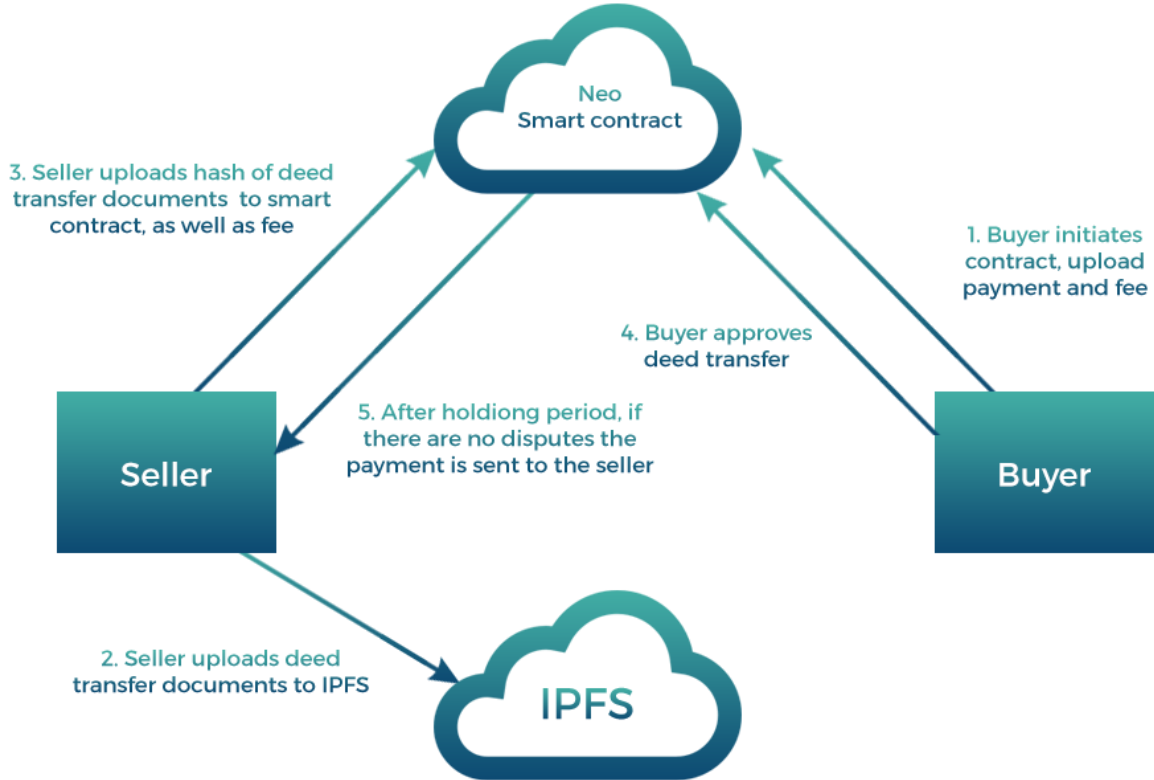 Neo
Smart contract
3. Seller uploads hash of deed
transfer documents to smart
contract, as well as fee
1. Buyer initiates
contract, upload
payment and fee
4. Buyer approves
deed transfer
5. After holdiong period, if
there are no disputes the
payment is sent to the seller
Seller
Buyer
2. Seller uploads deed
transfer documents to IPFS
IPFS